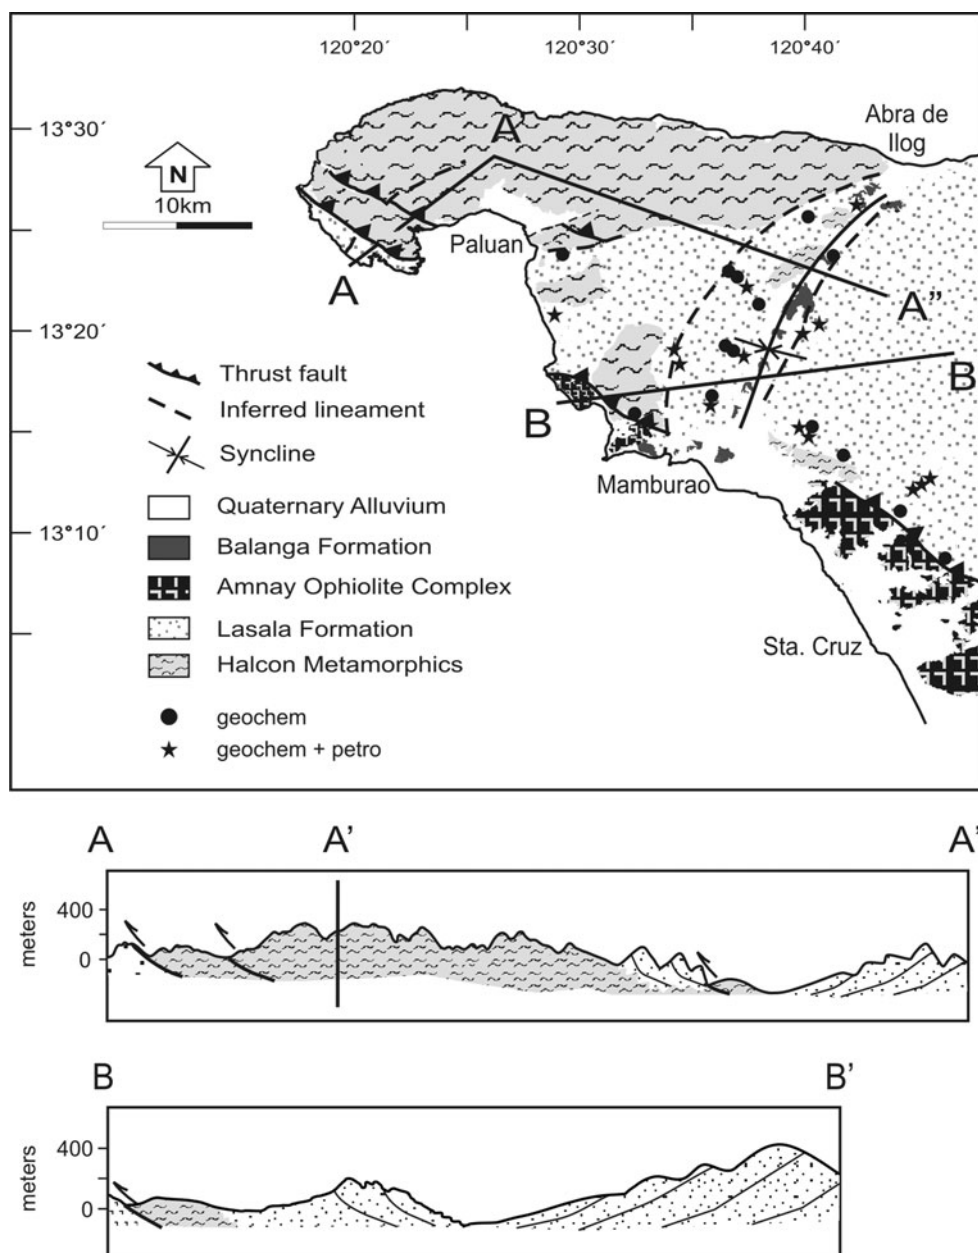 120°20´ 120°30´ 120°40´
13°30´
Abra de
Ilog
A
N
10km
Paluan
A
A”
13°20´
Thrust fault
B
Inferred lineament
B
Syncline
Mamburao
Quaternary Alluvium
13°10´
Balanga Formation
Amnay Ophiolite Complex
Lasala Formation
Sta. Cruz
Halcon Metamorphics
geochem
geochem + petro
A A’ A’
400
0
meters
B B’
400
0
meters